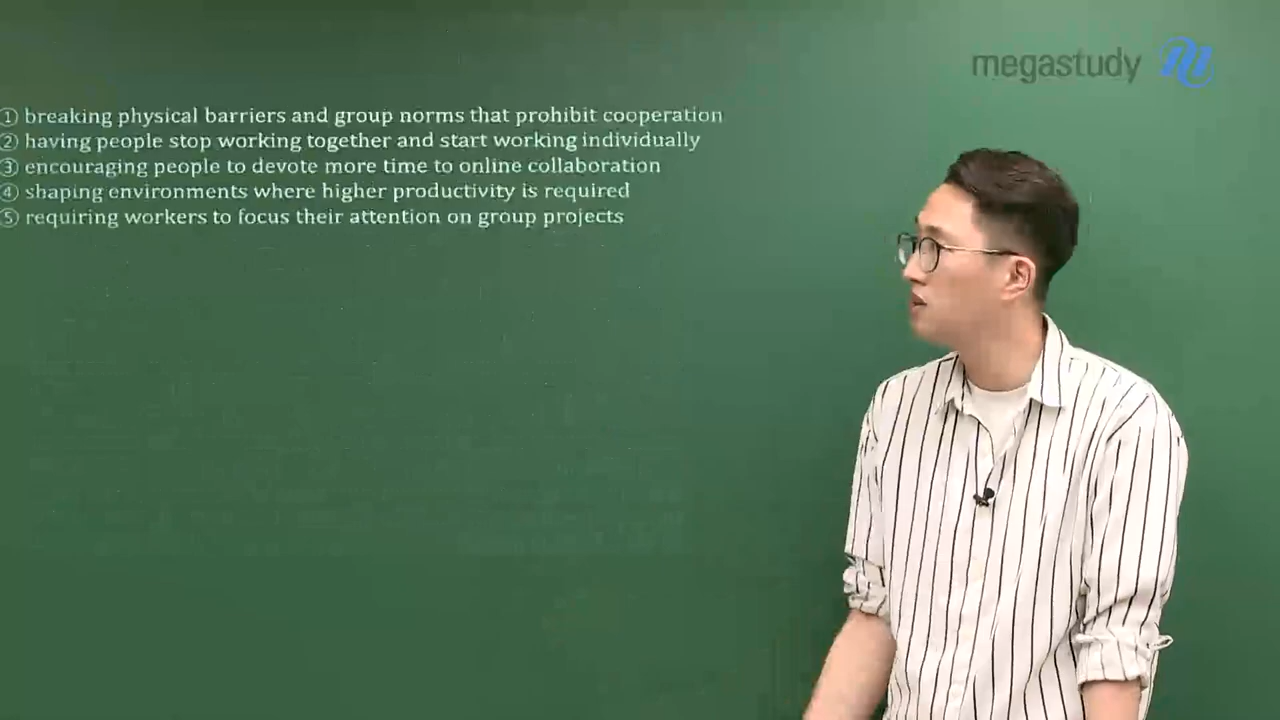 megastudy
① breaking physical barriers and group norms that prohibit cooperation
② having people stop working together and start working individually
③ encouraging people to devote more time to online collaboration
④ shaping environments where higher productivity is required
⑤ requiring workers to focus their attention on group projects